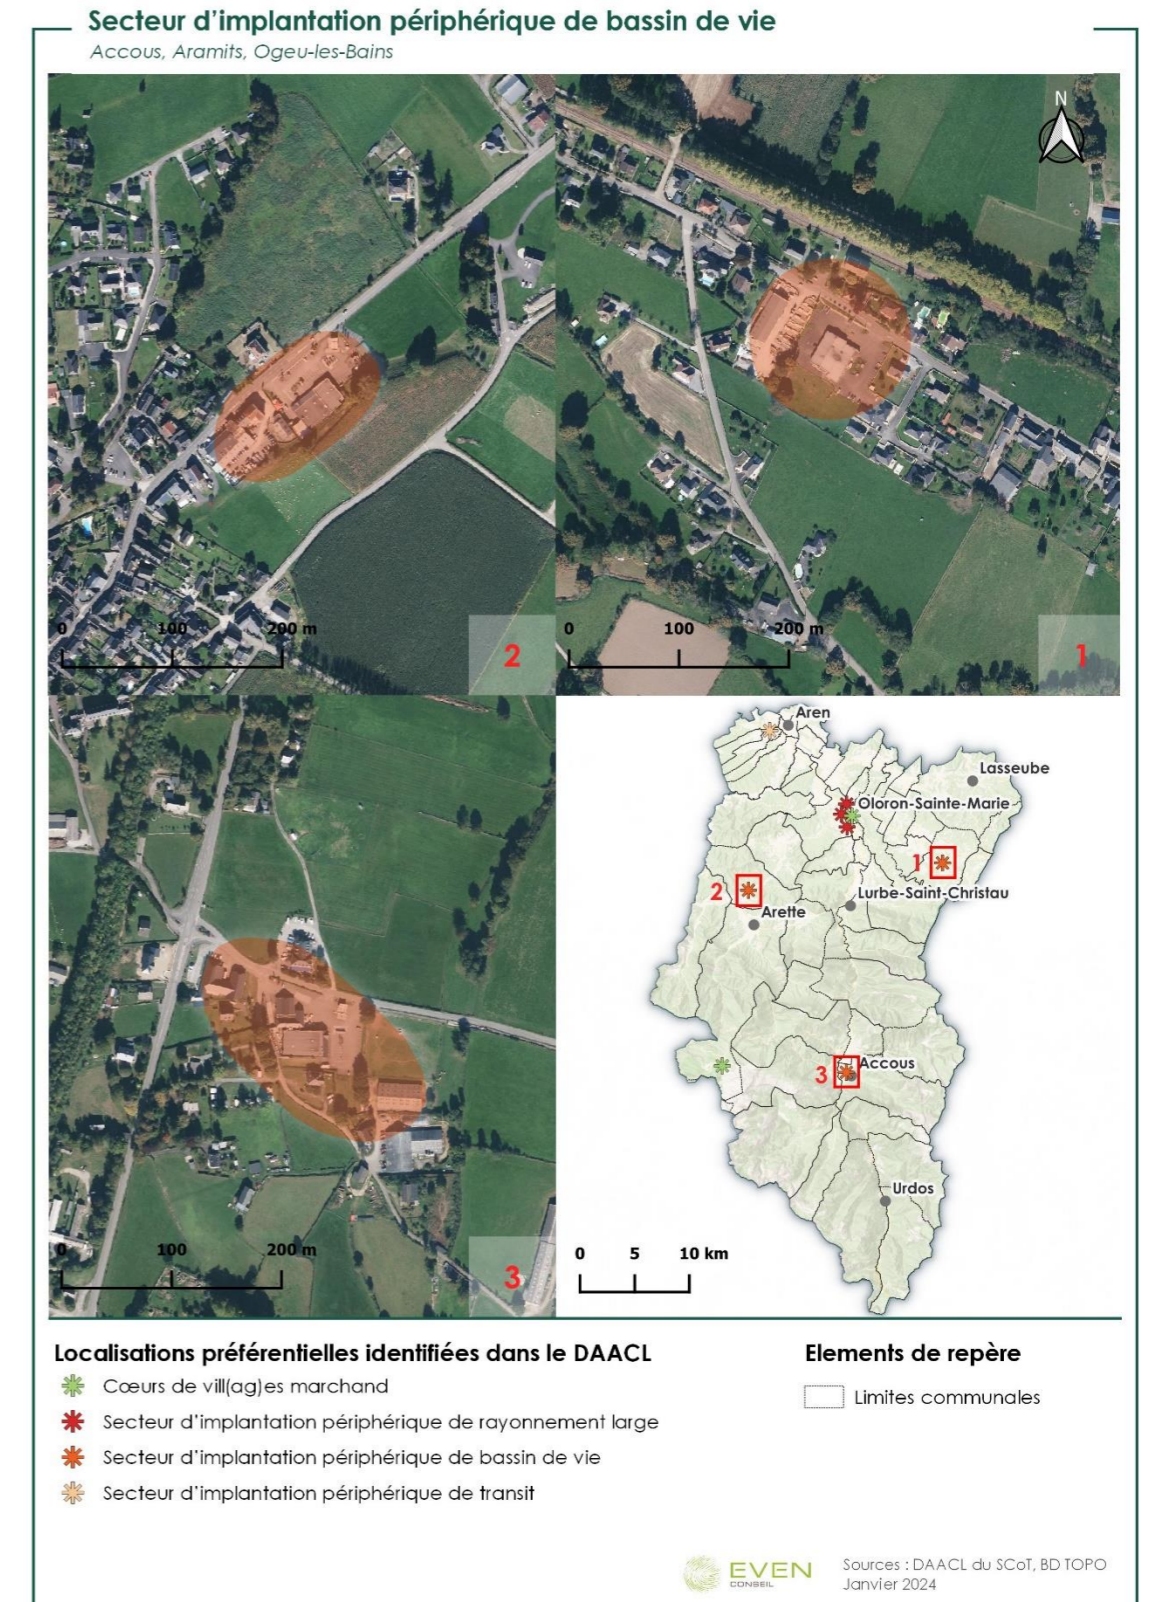 Secteur d’implantation périphérique de bassin de vie
Accous, Aramits, Ogeu-les-Bains
N
0 100 200 m
2
0 100 200 m
1
0 100 200 m
3
Aren
Lasseube
Oloron-Sainte-Marie
1
2
Lurbe-Saint-Christau
Arette
3
Accous
Urdos
0 5 10 km
Localisations préférentielles identifiées dans le DAACL
Cœurs de vill(ag)es marchand
Secteur d’implantation périphérique de rayonnement large
Secteur d’implantation périphérique de bassin de vie
Secteur d’implantation périphérique de transit
Elements de repère
Limites communales
EVEN
CONSEIL
Sources : DAACL du SCoT, BD TOPO
Janvier 2024